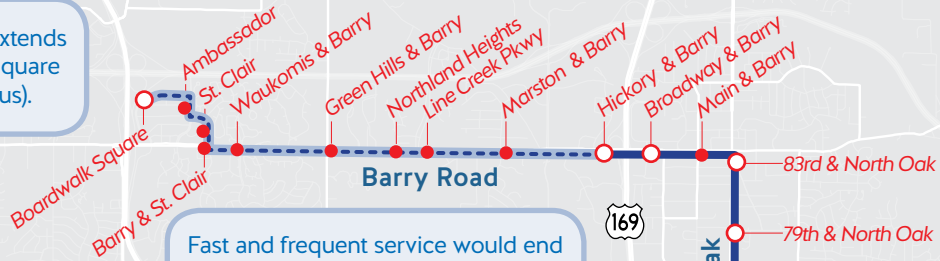 xtends
quare
us).
Ambassador
St. Clair
Waukomis & Barry
Green Hills & Barry
Northland Heights
Line Creek Pkwy
Marston & Barry
Hickory & Barry
Broadway & Barry
Main & Barry
Boardwalk Square
Barry & St. Clair
Barry Road
83rd & North Oak
169
79th & North Oak
ak
Fast and frequent service would end